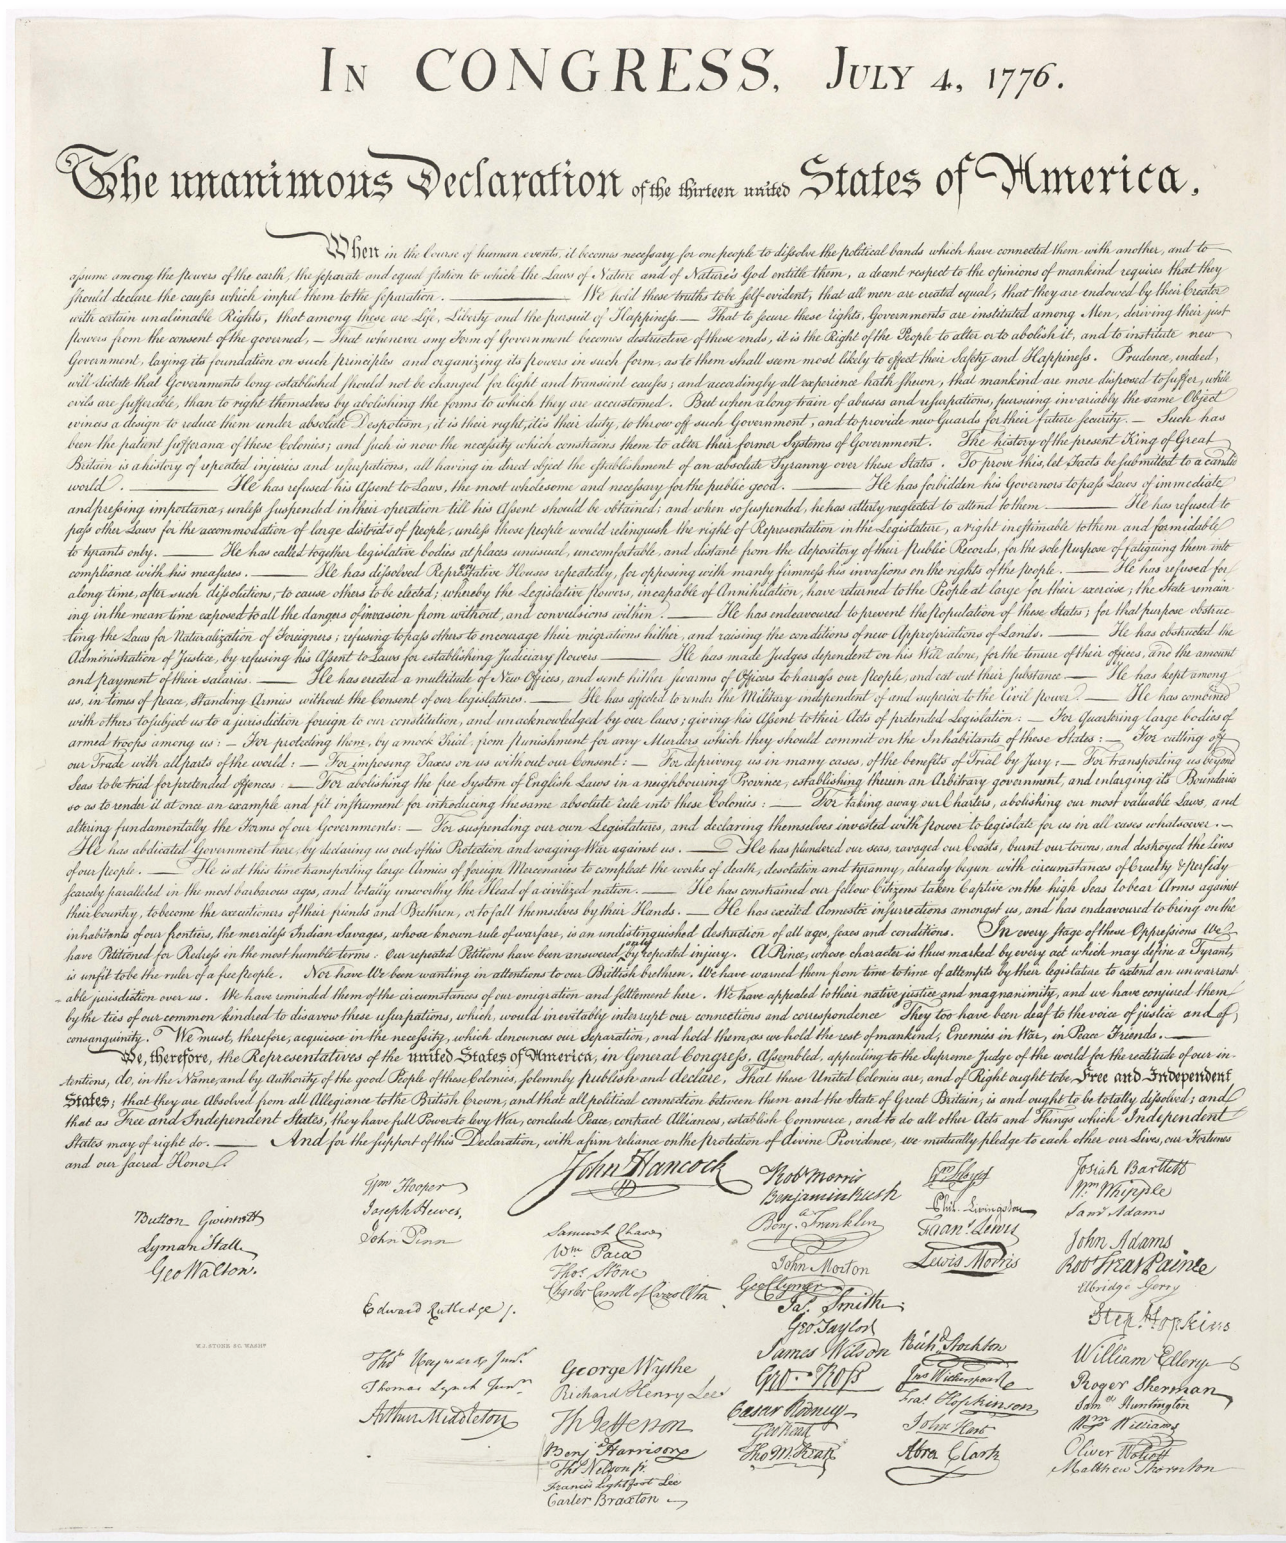 In CONGRESS, July 4, 1776.
The unanimous Declaration of the thirteen united States of America,
When in the Course of human events, it becomes necessary for one people to dissolve the political bands which have connected them with another, and to
assume among the powers of the earth, the separate and equal station to which the Laws of Nature and of Nature's God entitle them, a decent respect to the opinions of mankind requires that they
should declare the causes which impel them to the separation. — We hold these truths to be self-evident, that all men are created equal, that they are endowed by their Creator
with certain unalienable Rights, that among these are Life, Liberty and the pursuit of Happiness. — That to secure these rights, Governments are instituted among Men, deriving their just
powers from the consent of the governed, — That whenever any Form of Government becomes destructive of these ends, it is the Right of the People to alter or to abolish it, and to institute new
Government, laying its foundation on such principles and organizing its powers in such form, as to them shall seem most likely to effect their Safety and Happiness. Prudence, indeed,
will dictate that Governments long established should not be changed for light and transient causes; and accordingly all experience hath shewn, that mankind are more disposed to suffer, while
evils are sufferable, than to right themselves by abolishing the forms to which they are accustomed. But when a long train of abuses and usurpations, pursuing invariably the same Object
evinces a design to reduce them under absolute Despotism, it is their right, it is their duty, to throw off such Government, and to provide new Guards for their future security. — Such has
been the patient sufferance of these Colonies; and such is now the necessity which constrains them to alter their former Systems of Government. The history of the present King of Great
Britain is a history of repeated injuries and usurpations, all having in direct object the establishment of an absolute Tyranny over these States. To prove this, let Facts be submitted to a candid
world. — He has refused his Assent to Laws, the most wholesome and necessary for the public good. — He has forbidden his Governors to pass Laws of immediate
and pressing importance, unless suspended in their operation till his Assent should be obtained; and when so suspended, he has utterly neglected to attend to them. — He has refused to
pass other Laws for the accommodation of large districts of people, unless those people would relinquish the right of Representation in the Legislature, a right inestimable to them and formidable
to tyrants only. — He has called together legislative bodies at places unusual, uncomfortable, and distant from the depository of their public Records, for the sole purpose of fatiguing them into
compliance with his measures. — He has dissolved Representative Houses repeatedly, for opposing with manly firmness his invasions on the rights of the people. — He has refused for
a long time, after such dissolutions, to cause others to be elected; whereby the Legislative powers, incapable of Annihilation, have returned to the People at large for their exercise; the State remain-
ing in the mean time exposed to all the dangers of invasion from without, and convulsions within. — He has endeavoured to prevent the population of these States; for that purpose obstruc-
ting the Laws for Naturalization of Foreigners; refusing to pass others to encourage their migrations hither, and raising the conditions of new Appropriations of Lands. — He has obstructed the
Administration of Justice, by refusing his Assent to Laws for establishing Judiciary powers — He has made Judges dependent on his Will alone, for the tenure of their offices, and the amount
and payment of their salaries. — He has erected a multitude of New Offices, and sent hither swarms of Officers to harrass our people, and eat out their substance — He has kept among
us, in times of peace, Standing Armies without the Consent of our legislatures. — He has affected to render the Military independent of and superior to the Civil power. — He has combined
with others to subject us to a jurisdiction foreign to our constitution, and unacknowledged by our laws; giving his Assent to their Acts of pretended Legislation: — For Quartering large bodies of
armed troops among us: — For protecting them, by a mock Trial, from punishment for any Murders which they should commit on the Inhabitants of these States: — For cutting off
our Trade with all parts of the world: — For imposing Taxes on us without our Consent: — For depriving us in many cases, of the benefits of Trial by Jury: — For transporting us beyond
Seas to be tried for pretended offences — For abolishing the free System of English Laws in a neighbouring Province, establishing therein an Arbitrary government, and enlarging its Boundaries
so as to render it at once an example and fit instrument for introducing the same absolute rule into these Colonies: — For taking away our Charters, abolishing our most valuable Laws, and
altering fundamentally the Forms of our Governments: — For suspending our own Legislatures, and declaring themselves invested with power to legislate for us in all cases whatsoever. —
He has abdicated Government here, by declaring us out of his Protection and waging War against us. — He has plundered our seas, ravaged our Coasts, burnt our towns, and destroyed the Lives
of our people. — He is at this time transporting large Armies of foreign Mercenaries to compleat the works of death, desolation and tyranny, already begun with circumstances of Cruelty & perfidy
scarcely paralleled in the most barbarous ages, and totally unworthy the Head of a civilized nation. — He has constrained our fellow Citizens taken Captive on the high Seas to bear Arms against
their Country, to become the executioners of their friends and Brethren, or to fall themselves by their Hands. — He has excited domestic insurrections amongst us, and has endeavoured to bring on the
inhabitants of our frontiers, the merciless Indian Savages, whose known rule of warfare, is an undistinguished destruction of all ages, sexes and conditions. In every stage of these Oppressions We
have Petitioned for Redress in the most humble terms: Our repeated Petitions have been answered only by repeated injury. A Prince, whose character is thus marked by every act which may define a Tyrant,
is unfit to be the ruler of a free people. Nor have We been wanting in attentions to our Brittish brethren. We have warned them from time to time of attempts by their legislature to extend an unwarrant-
able jurisdiction over us. We have reminded them of the circumstances of our emigration and settlement here. We have appealed to their native justice and magnanimity, and we have conjured them
by the ties of our common kindred to disavow these usurpations, which, would inevitably interrupt our connections and correspondence They too have been deaf to the voice of justice and of
consanguinity. We must, therefore, acquiesce in the necessity, which denounces our Separation, and hold them, as we hold the rest of mankind, Enemies in War, in Peace Friends. —
We, therefore, the Representatives of the united States of America, in General Congress, Assembled, appealing to the Supreme Judge of the world for the rectitude of our in-
tentions, do, in the Name, and by Authority of the good People of these Colonies, solemnly publish and declare, That these United Colonies are, and of Right ought to be Free and Independent
States; that they are Absolved from all Allegiance to the British Crown, and that all political connection between them and the State of Great Britain, is and ought to be totally dissolved; and
that as Free and Independent States, they have full Power to levy War, conclude Peace, contract Alliances, establish Commerce, and to do all other Acts and Things which Independent
States may of right do. — And for the support of this Declaration, with a firm reliance on the protection of divine Providence, we mutually pledge to each other our Lives, our Fortunes
and our sacred Honor.
Button Gwinnett
Lyman Hall
Geo Walton.
W.J. STONE SC. WASHN
Wm Hooper
Joseph Hewes,
John Penn
Edward Rutledge /.
Thos Heyward Junr.
Thomas Lynch Junr.
Arthur Middleton
John Hancock
Samuel Chase
Wm Paca
Thos Stone
Charles Carroll of Carrollton
George Wythe
Richard Henry Lee
Th Jefferson
Benj Harrison
Thos Nelson jr.
Francis Lightfoot Lee
Carter Braxton
Robt Morris
Benjamin Rush
Benja. Franklin
John Morton
Geo Clymer
Jas. Smith
Geo. Taylor
James Wilson
Geo. Ross
Caesar Rodney
Geo Read
Tho M:Kean
Wm Floyd
Phil. Livingston
Frans Lewis
Lewis Morris
Richd Stockton
Jno Witherspoon
Fras Hopkinson
John Hart
Abra Clark
Josiah Bartlett
Wm Whipple
Saml Adams
John Adams
Robt Treat Paine
Elbridge Gerry
Step. Hopkins
William Ellery
Roger Sherman
Samel Huntington
Wm Williams
Oliver Wolcott
Matthew Thornton